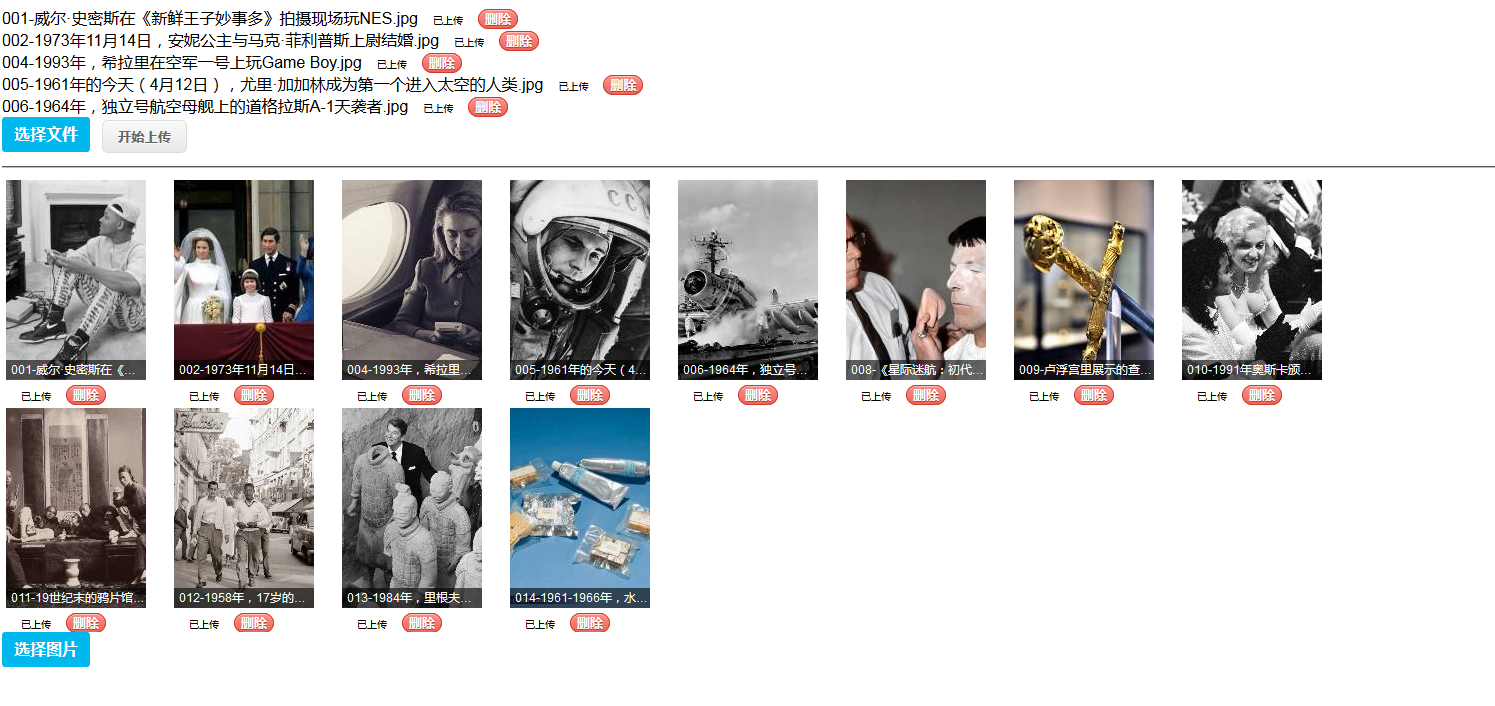 001-威尔·史密斯在《新鲜王子妙事多》拍摄现场玩NES.jpg 已上传 删除
002-1973年11月14日，安妮公主与马克·菲利普斯上尉结婚.jpg 已上传 删除
004-1993年，希拉里在空军一号上玩Game Boy.jpg 已上传 删除
005-1961年的今天（4月12日），尤里·加加林成为第一个进入太空的人类.jpg 已上传 删除
006-1964年，独立号航空母舰上的道格拉斯A-1天袭者.jpg 已上传 删除
选择文件 开始上传
CC
001-威尔·史密斯在《... 002-1973年11月14日... 004-1993年，希拉里... 005-1961年的今天（4... 006-1964年，独立号... 008-《星际迷航：初代... 009-卢浮宫里展示的查... 010-1991年奥斯卡颁...
已上传 删除 已上传 删除 已上传 删除 已上传 删除 已上传 删除 已上传 删除 已上传 删除 已上传 删除
011-19世纪末的鸦片馆... 012-1958年，17岁的... 013-1984年，里根夫... 014-1961-1966年，水...
已上传 删除 已上传 删除 已上传 删除 已上传 删除
选择图片